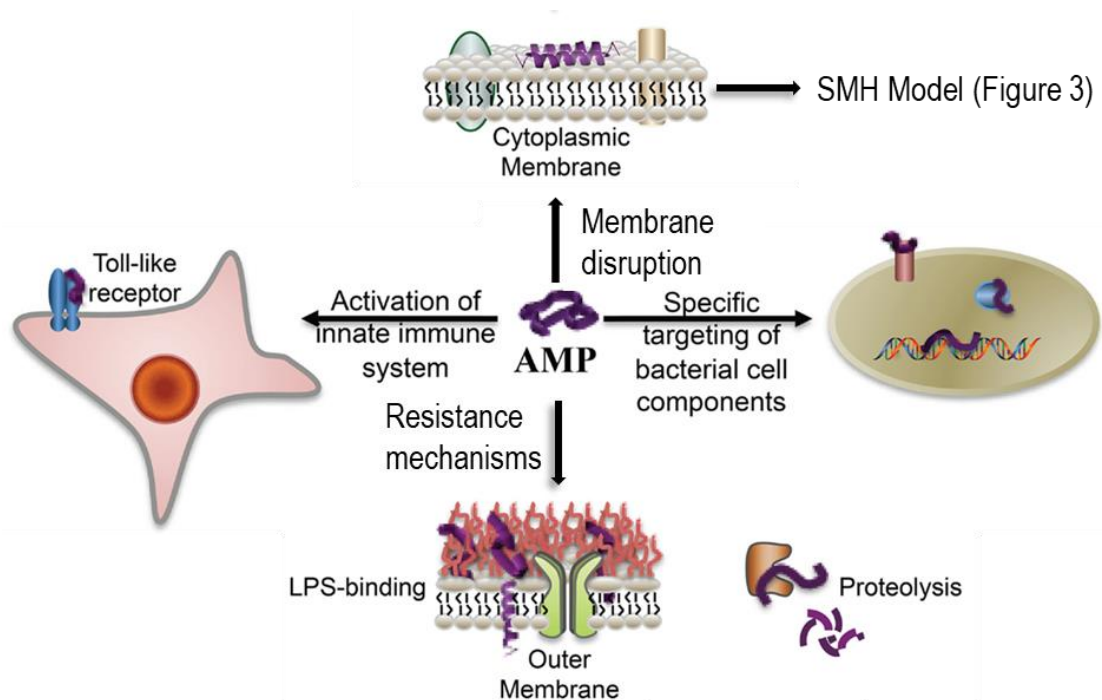 SMH Model (Figure 3)
Cytoplasmic
Membrane
Membrane
disruption
Toll-like
receptor
Activation of
innate immune
system
AMP
Specific
targeting of
bacterial cell
components
Resistance
mechanisms
LPS-binding
Outer
Membrane
Proteolysis